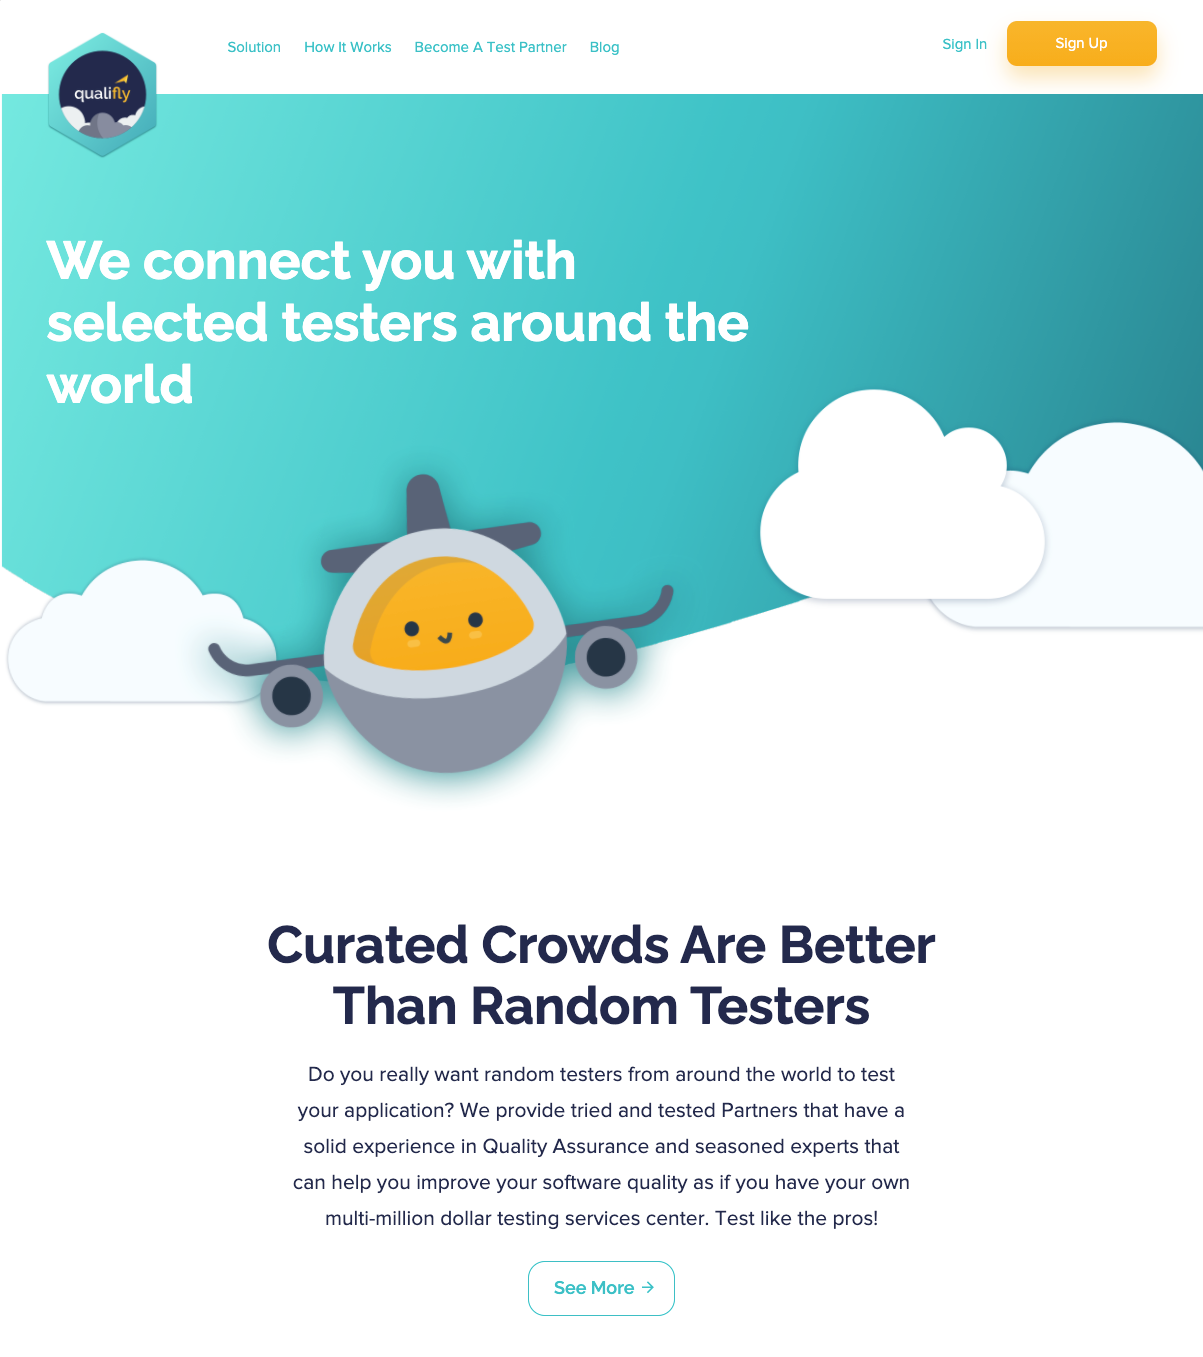 Solution How It Works Become A Test Partner Blog Sign In Sign Up
qualifly
We connect you with
selected testers around the
world
Curated Crowds Are Better
Than Random Testers
Do you really want random testers from around the world to test
your application? We provide tried and tested Partners that have a
solid experience in Quality Assurance and seasoned experts that
can help you improve your software quality as if you have your own
multi-million dollar testing services center. Test like the pros!
See More →